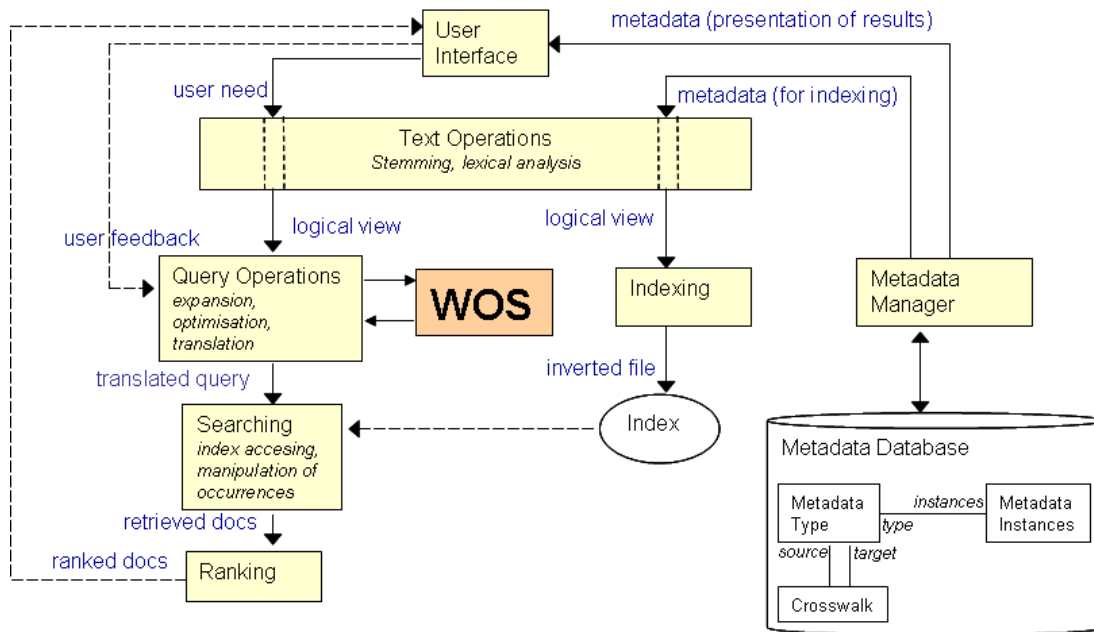 User
Interface
metadata (presentation of results)
user need
metadata (for indexing)
Text Operations
Stemming, lexical analysis
logical view
logical view
user feedback
Query Operations
expansion,
optimisation,
translation
WOS
Indexing
Metadata
Manager
translated query
inverted file
Searching
index accesing,
manipulation of
occurrences
Index
Metadata Database
Metadata
Type
instances
type
Metadata
Instances
source
target
Crosswalk
retrieved docs
ranked docs
Ranking